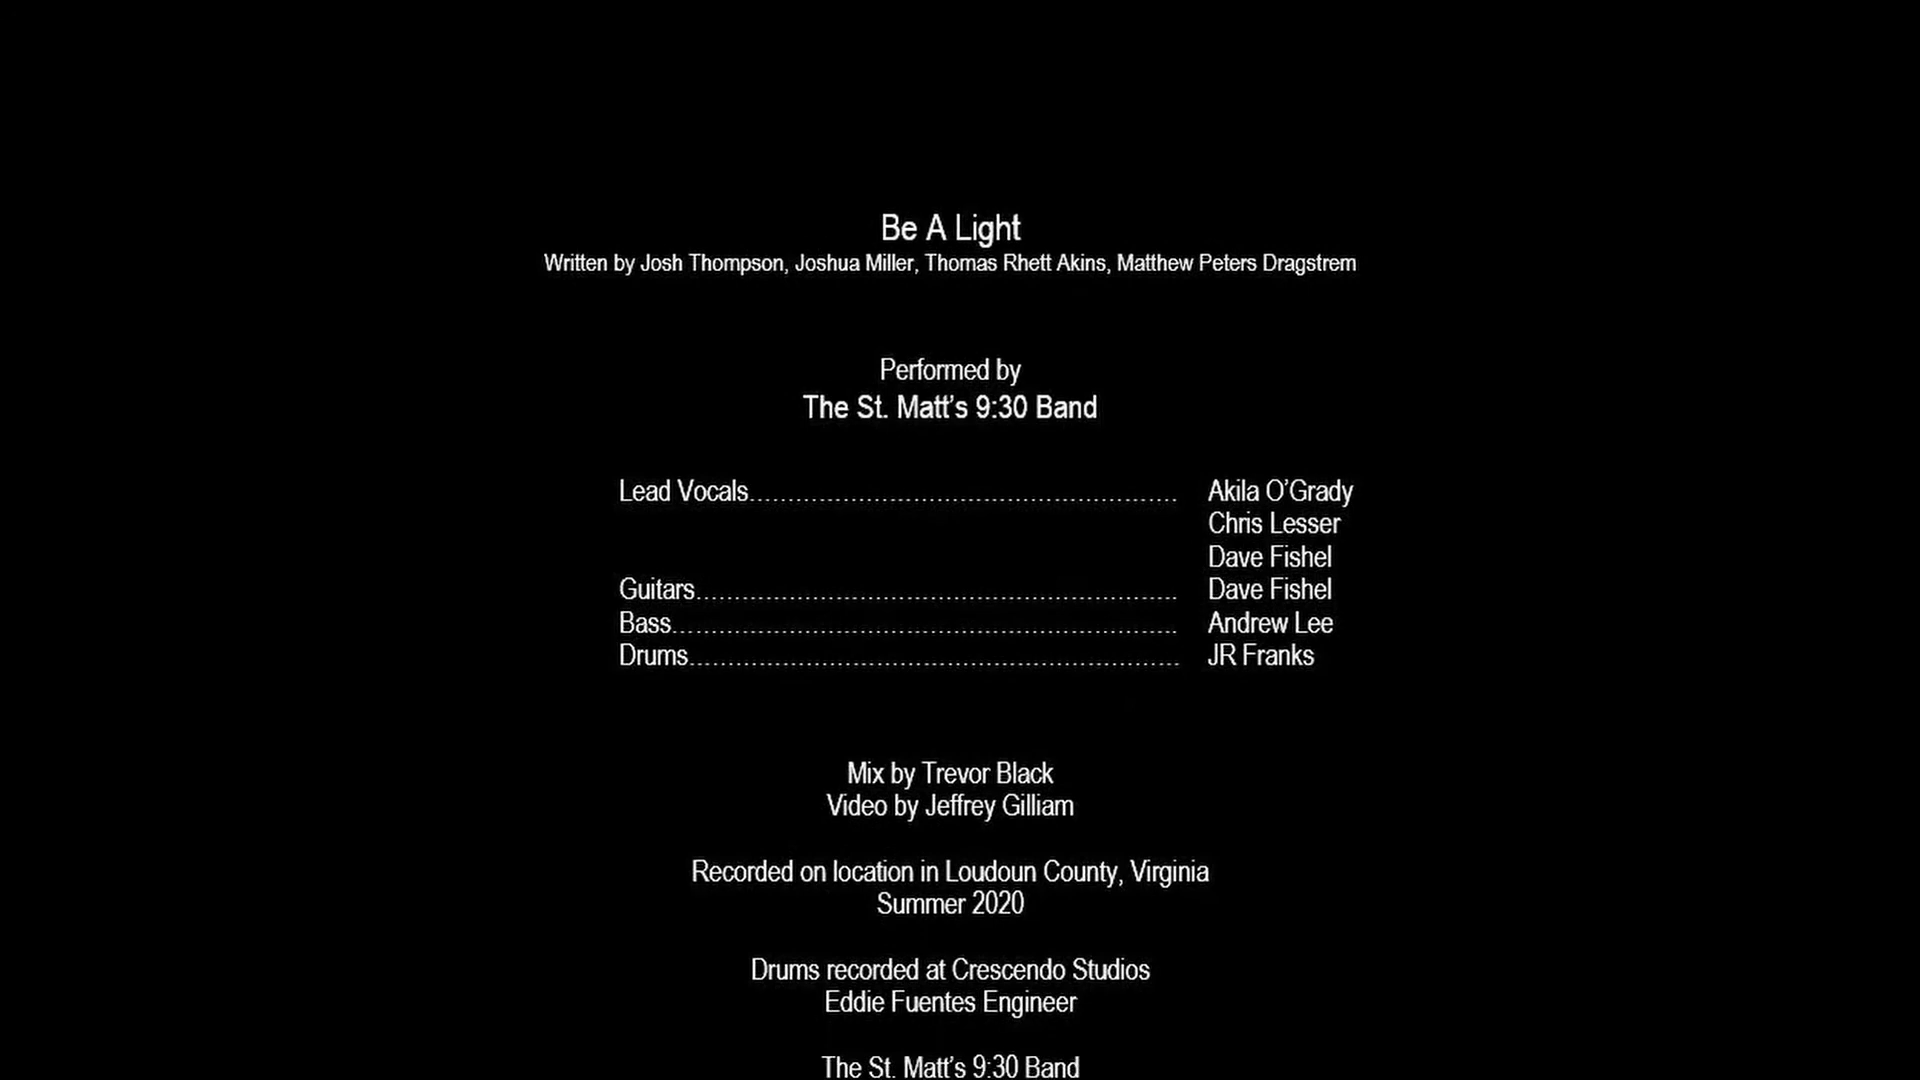 Be A Light
Written by Josh Thompson, Joshua Miller, Thomas Rhett Akins, Matthew Peters Dragstrem
Performed by
The St. Matt's 9:30 Band
Lead Vocals........................................................ Akila O'Grady
Chris Lesser
Dave Fishel
Guitars............................................................... Dave Fishel
Bass.................................................................. Andrew Lee
Drums................................................................ JR Franks
Mix by Trevor Black
Video by Jeffrey Gilliam
Recorded on location in Loudoun County, Virginia
Summer 2020
Drums recorded at Crescendo Studios
Eddie Fuentes Engineer
The St. Matt's 9:30 Band